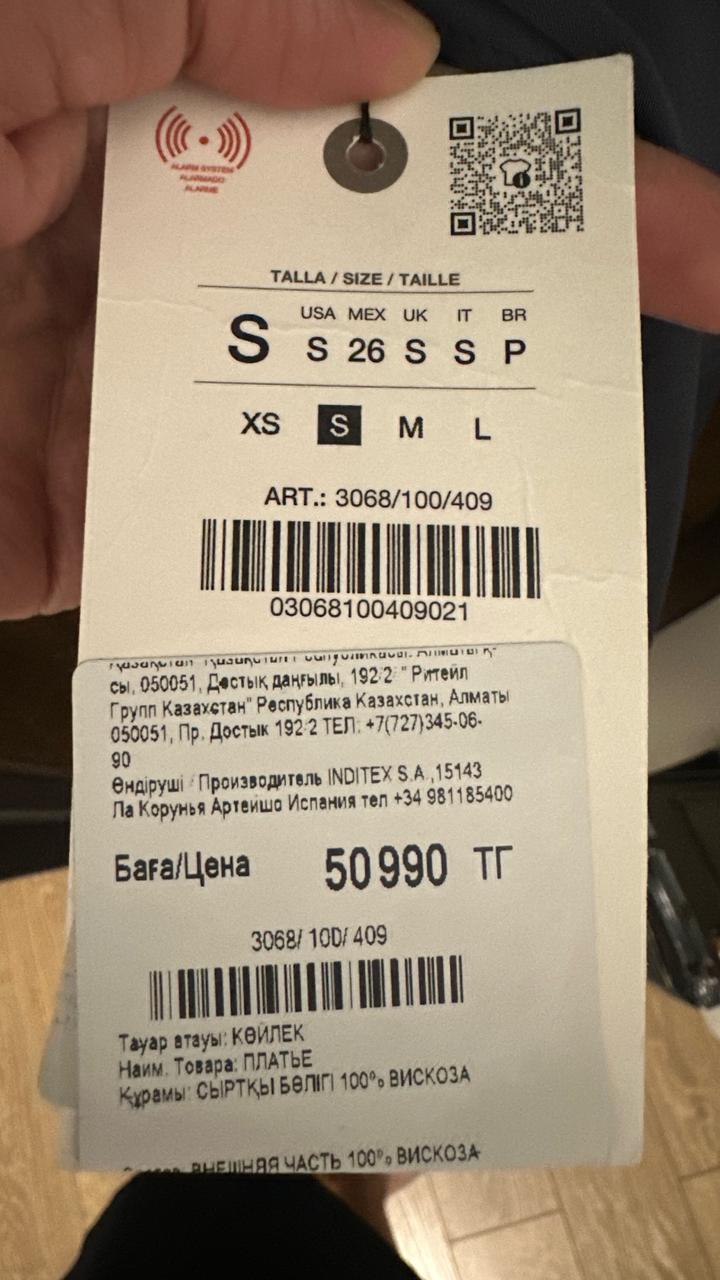 ALARM SYSTEM
ALARMADO
ALARME
TALLA / SIZE / TAILLE
S
USA MEX UK IT BR
S 26 S S P
XS S M L
ART.: 3068/100/409
03068100409021
сы, 050051, Достық даңғылы, 192 2 " Ритейл
Групп Казахстан" Республика Казахстан, Алматы
050051, Пр. Достык 192 2 ТЕЛ: +7(727)345-06-
90
Өндіруші / Производитель INDITEX S.A.,15143
Ла Корунья Артейшо Испания тел +34 981185400
Баға/Цена 50 990 ТГ
3068/ 100/ 409
Тауар атауы: КӨЙЛЕК
Наим. Товара: ПЛАТЬЕ
Құрамы: СЫРТҚЫ БӨЛІГІ 100% ВИСКОЗА
ВНЕШНЯЯ ЧАСТЬ 100% ВИСКОЗА